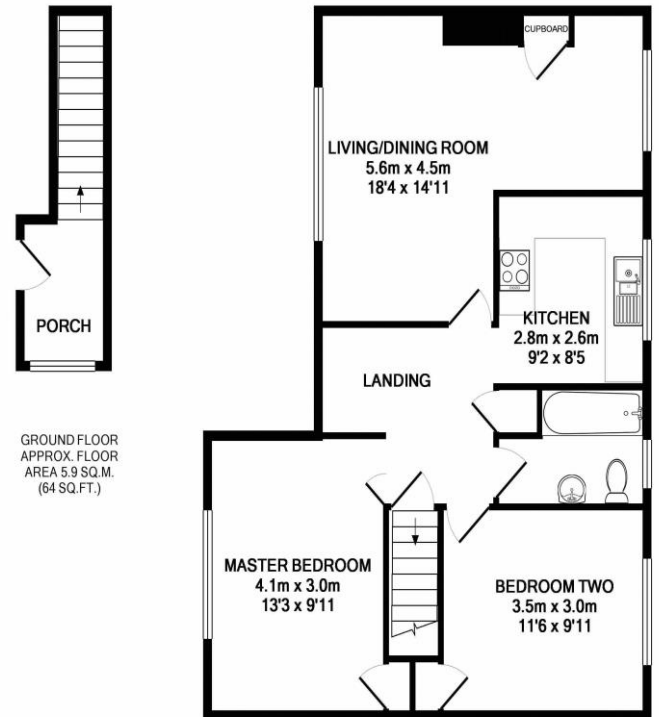 PORCH
GROUND FLOOR
APPROX. FLOOR
AREA 5.9 SQ.M.
(64 SQ.FT.)
CUPBOARD
LIVING/DINING ROOM
5.6m x 4.5m
18'4 x 14'11
KITCHEN
2.8m x 2.6m
9'2 x 8'5
LANDING
MASTER BEDROOM
4.1m x 3.0m
13'3 x 9'11
BEDROOM TWO
3.5m x 3.0m
11'6 x 9'11